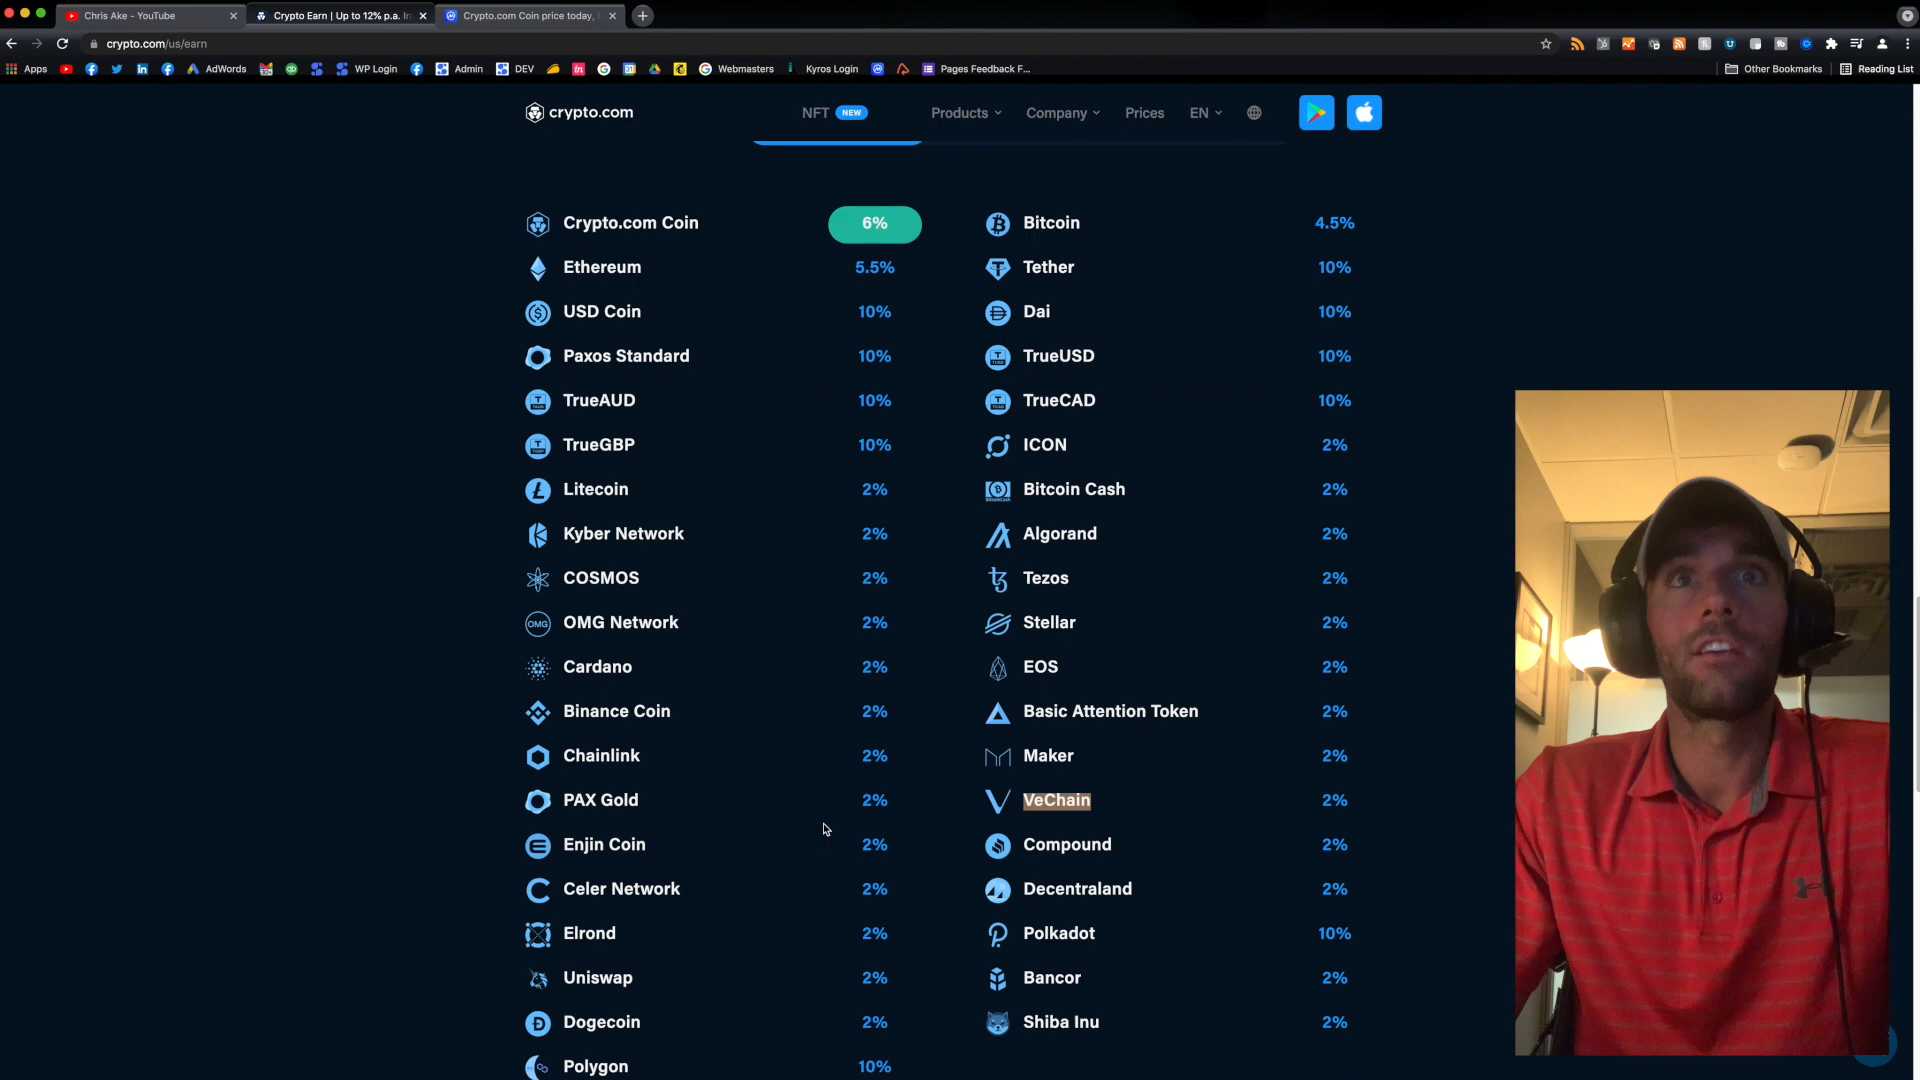 Chris Ake - YouTube
Crypto Earn | Up to 12% p.a. In
Crypto.com Coin price today,
crypto.com/us/earn
Apps
AdWords
WP Login
Admin
DEV
Webmasters
Kyros Login
Pages Feedback F...
Other Bookmarks
Reading List
crypto.com
NFT NEW
Products
Company
Prices
EN
Crypto.com Coin 6% Bitcoin 4.5%
Ethereum 5.5% Tether 10%
USD Coin 10% Dai 10%
Paxos Standard 10% TrueUSD 10%
TrueAUD 10% TrueCAD 10%
TrueGBP 10% ICON 2%
Litecoin 2% Bitcoin Cash 2%
Kyber Network 2% Algorand 2%
COSMOS 2% Tezos 2%
OMG OMG Network 2% Stellar 2%
Cardano 2% EOS 2%
Binance Coin 2% Basic Attention Token 2%
Chainlink 2% Maker 2%
PAX Gold 2% VeChain 2%
Enjin Coin 2% Compound 2%
Celer Network 2% Decentraland 2%
Elrond 2% Polkadot 10%
Uniswap 2% Bancor 2%
Dogecoin 2% Shiba Inu 2%
Polygon 10%